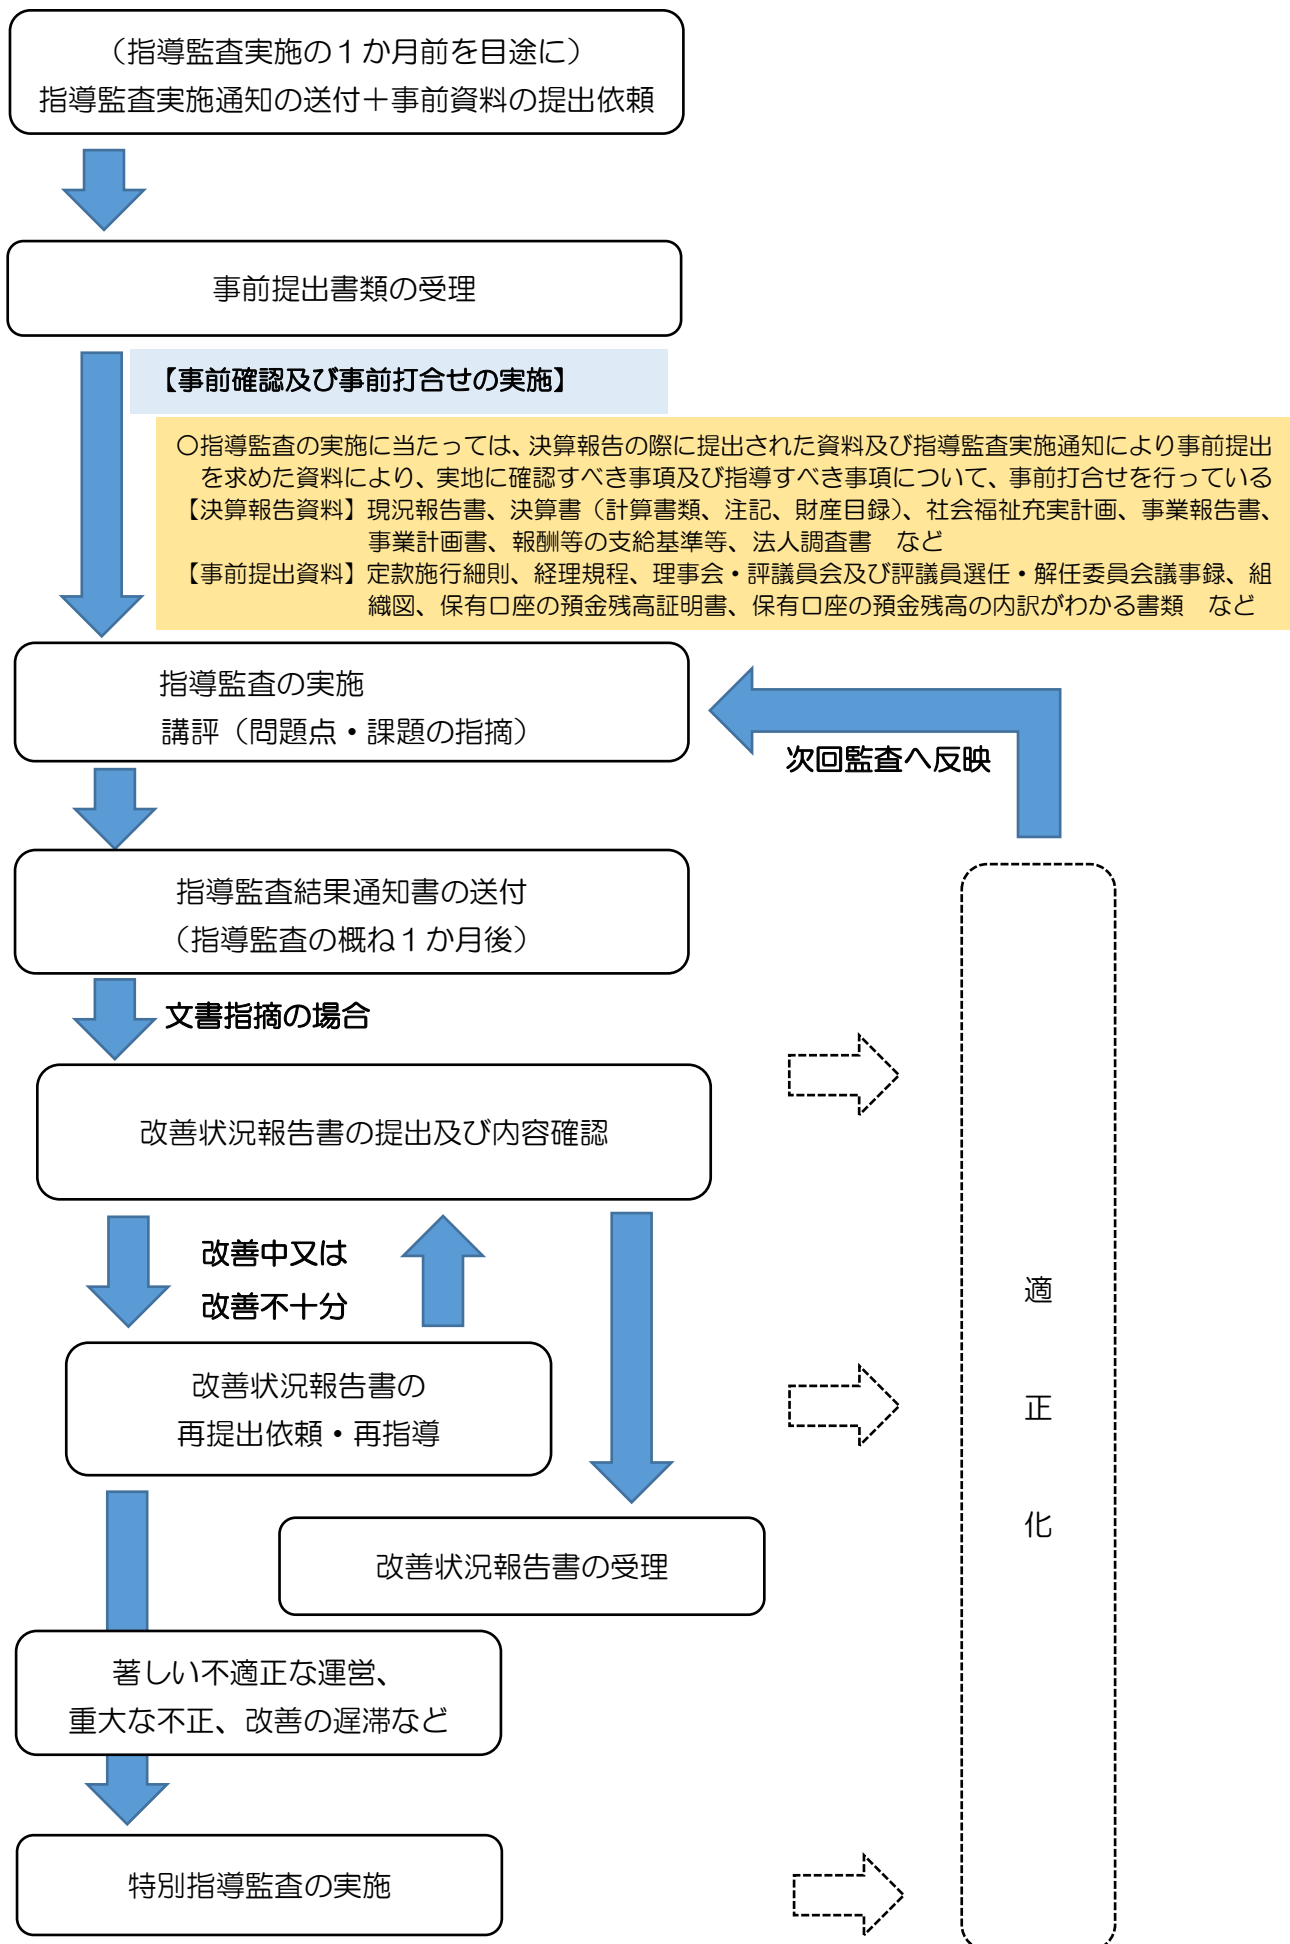 （指導監査実施の１か月前を目途に）
指導監査実施通知の送付＋事前資料の提出依頼
事前提出書類の受理
【事前確認及び事前打合せの実施】
〇指導監査の実施に当たっては、決算報告の際に提出された資料及び指導監査実施通知により事前提出
を求めた資料により、実地に確認すべき事項及び指導すべき事項について、事前打合せを行っている
【決算報告資料】現況報告書、決算書（計算書類、注記、財産目録）、社会福祉充実計画、事業報告書、
事業計画書、報酬等の支給基準等、法人調査書　など
【事前提出資料】定款施行細則、経理規程、理事会・評議員会及び評議員選任・解任委員会議事録、組
織図、保有口座の預金残高証明書、保有口座の預金残高の内訳がわかる書類　など
指導監査の実施
講評（問題点・課題の指摘）
次回監査へ反映
指導監査結果通知書の送付
（指導監査の概ね１か月後）
文書指摘の場合
改善状況報告書の提出及び内容確認
改善中又は
改善不十分
適
正
化
改善状況報告書の
再提出依頼・再指導
改善状況報告書の受理
著しい不適正な運営、
重大な不正、改善の遅滞など
特別指導監査の実施